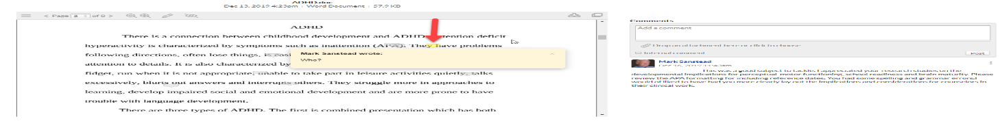 ADHD.doc
Dec 13, 2019 4:23pm | Word Document | 57.9 KB
< Page 2 of 8 >
ADHD
There is a connection between childhood development and ADHD. Attention deficit
hyperactivity is characterized by symptoms such as inattention (APA). They have problems
following directions, often lose things, is easi
attention to details. It is also characterized by
fidget, run when it is not appropriate, unable to take part in leisure activities quietly, talks
excessively, blurts out answers and interrupts others. They struggle more in approaches to
learning, develop impaired social and emotional development and are more prone to have
trouble with language development.
There are three types of ADHD. The first is combined presentation which has both
Mark Sanstead wrote:
Who?
Comments
Add a comment
Drop an attachment here or click to choose
Internal comment
Post
Mark Sanstead
Dec 16, 2019
This was a good subject to tackle. I appreciated your research studies on the
developmental implications for perceptual motor functioning, school readiness and brain maturity. Please
review the APA formatting for including reference dates. You had some spelling and grammar errors. I
would of liked to have had you more clearly lay out the implications and considerations for counselors in
their clinical work.